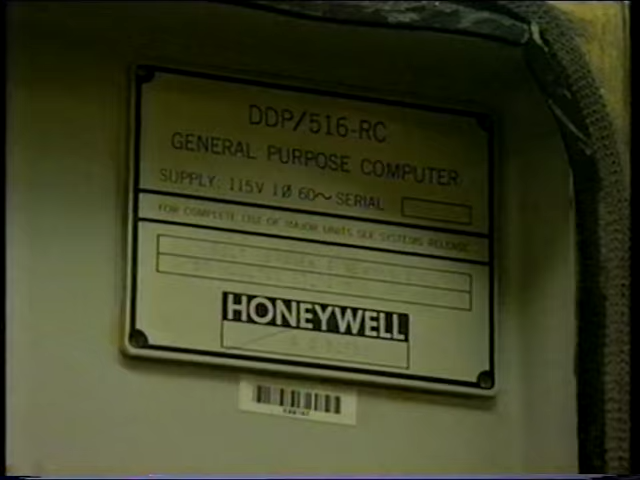 DDP/516-RC
GENERAL PURPOSE COMPUTER
SUPPLY: 115V 1Ø 60~ SERIAL
FOR COMPLETE LIST OF MAJOR UNITS SEE SYSTEMS RELEASE
HONEYWELL